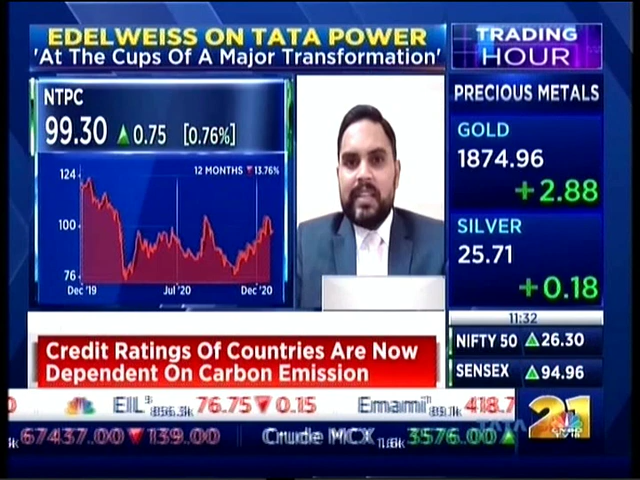 EDELWEISS ON TATA POWER
'At The Cups Of A Major Transformation'
TRADING
HOUR
NTPC
99.30 ▲ 0.75 [0.76%]
12 MONTHS ▼ 13.76%
124
100
76
Dec '19 Jul '20 Dec '20
PRECIOUS METALS
GOLD
1874.96
+2.88
SILVER
25.71
+0.18
11:32
NIFTY 50 ▲ 26.30
SENSEX ▲ 94.96
Credit Ratings Of Countries Are Now
Dependent On Carbon Emission
EIL 76.75 ▼ 0.15 Emami 418.7
67437.00 ▼ 139.00 Crude MCX 3576.00 ▲
TATA
21
CNBC